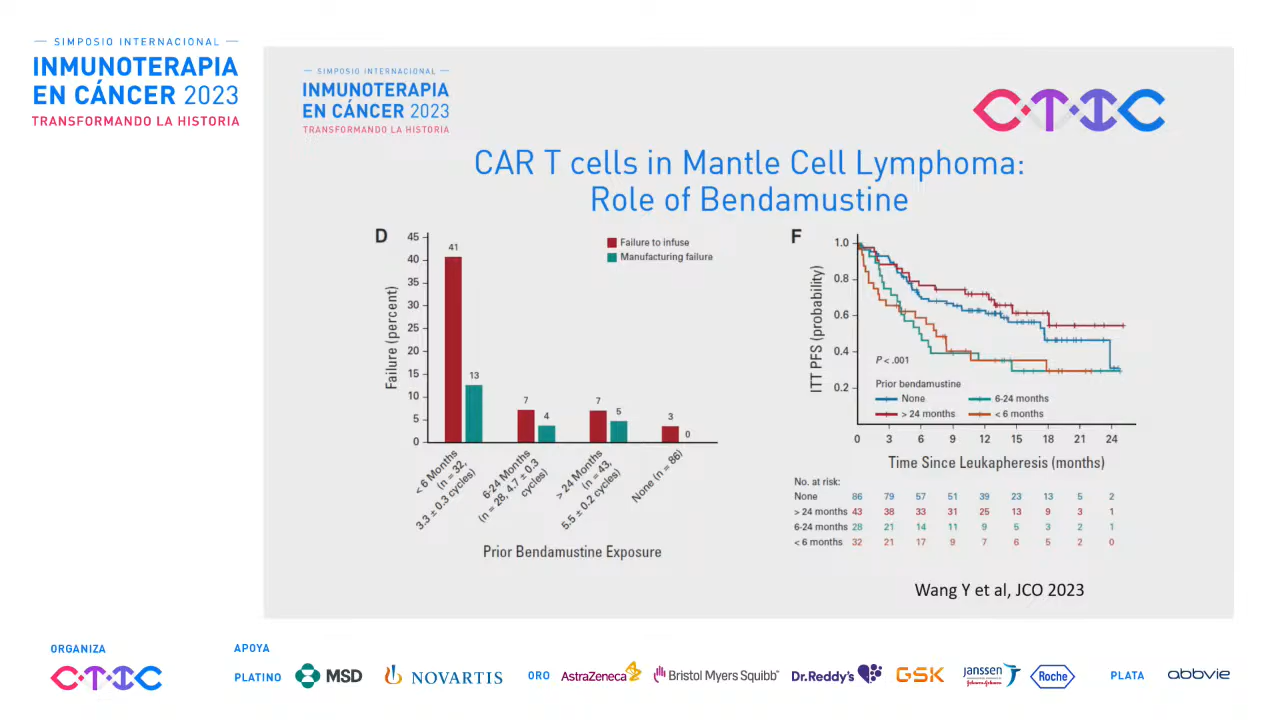 SIMPOSIO INTERNACIONAL
INMUNOTERAPIA
EN CÁNCER 2023
TRANSFORMANDO LA HISTORIA
SIMPOSIO INTERNACIONAL
INMUNOTERAPIA
EN CÁNCER 2023
TRANSFORMANDO LA HISTORIA
CTIC
CAR T cells in Mantle Cell Lymphoma:
Role of Bendamustine
D
Failure (percent)
45
40
35
30
25
20
15
10
5
0
41
13
7
4
7
5
3
0
Failure to infuse
Manufacturing failure
< 6 Months
(n = 32,
3.3 ± 0.3 cycles)
6-24 Months
(n = 28, 4.7 ± 0.3
cycles)
> 24 Months
(n = 43,
5.5 ± 0.2 cycles)
None (n = 86)
Prior Bendamustine Exposure
F
ITT PFS (probability)
1.0
0.8
0.6
0.4
0.2
P < .001
Prior bendamustine
None
6-24 months
> 24 months
< 6 months
0 3 6 9 12 15 18 21 24
Time Since Leukapheresis (months)
No. at risk:
None 86 79 57 51 39 23 13 5 2
> 24 months 43 38 33 31 25 13 9 3 1
6-24 months 28 21 14 11 9 5 3 2 1
< 6 months 32 21 17 9 7 6 5 2 0
Wang Y et al, JCO 2023
ORGANIZA
CTIC
APOYA
PLATINO
MSD
NOVARTIS
ORO
AstraZeneca
Bristol Myers Squibb
Dr.Reddy's
GSK
Janssen
Johnson-Johnson
Roche
PLATA
abbvie